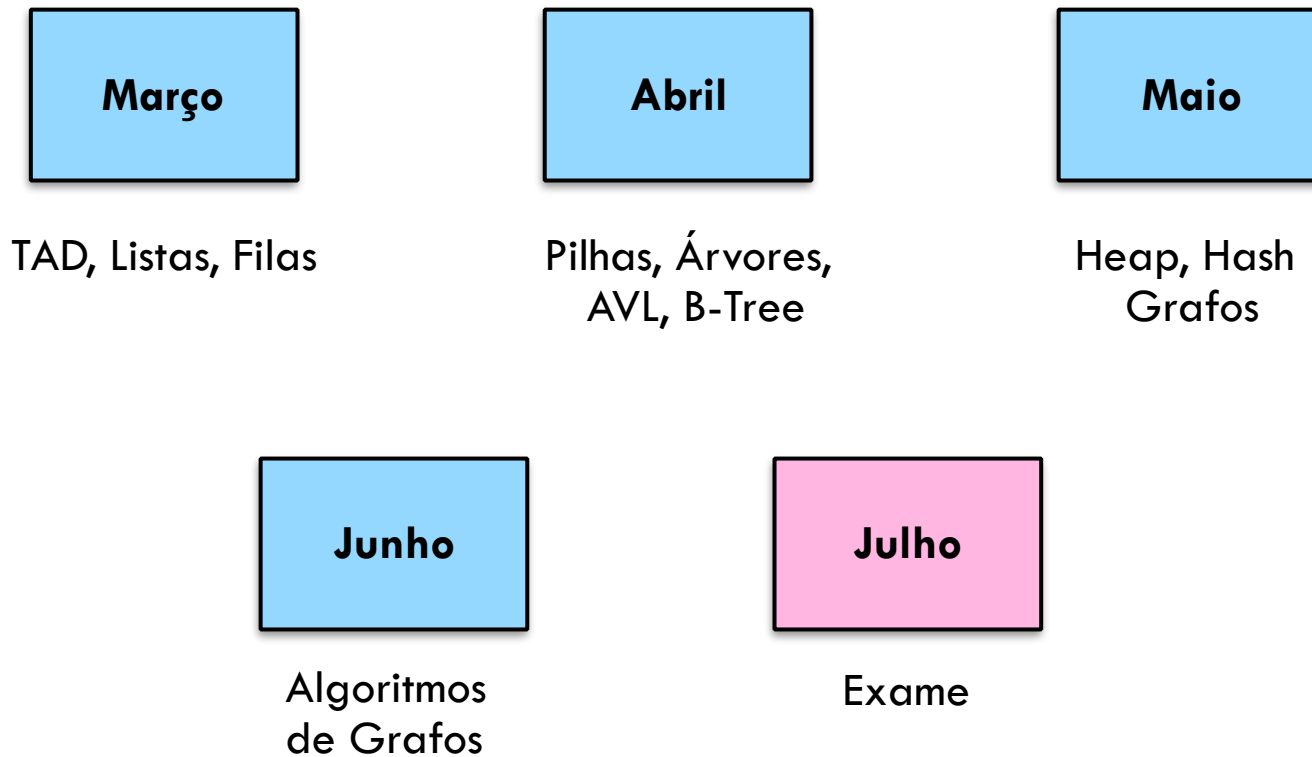 Março
TAD, Listas, Filas
Abril
Pilhas, Árvores,
AVL, B-Tree
Maio
Heap, Hash
Grafos
Junho
Algoritmos
de Grafos
Julho
Exame